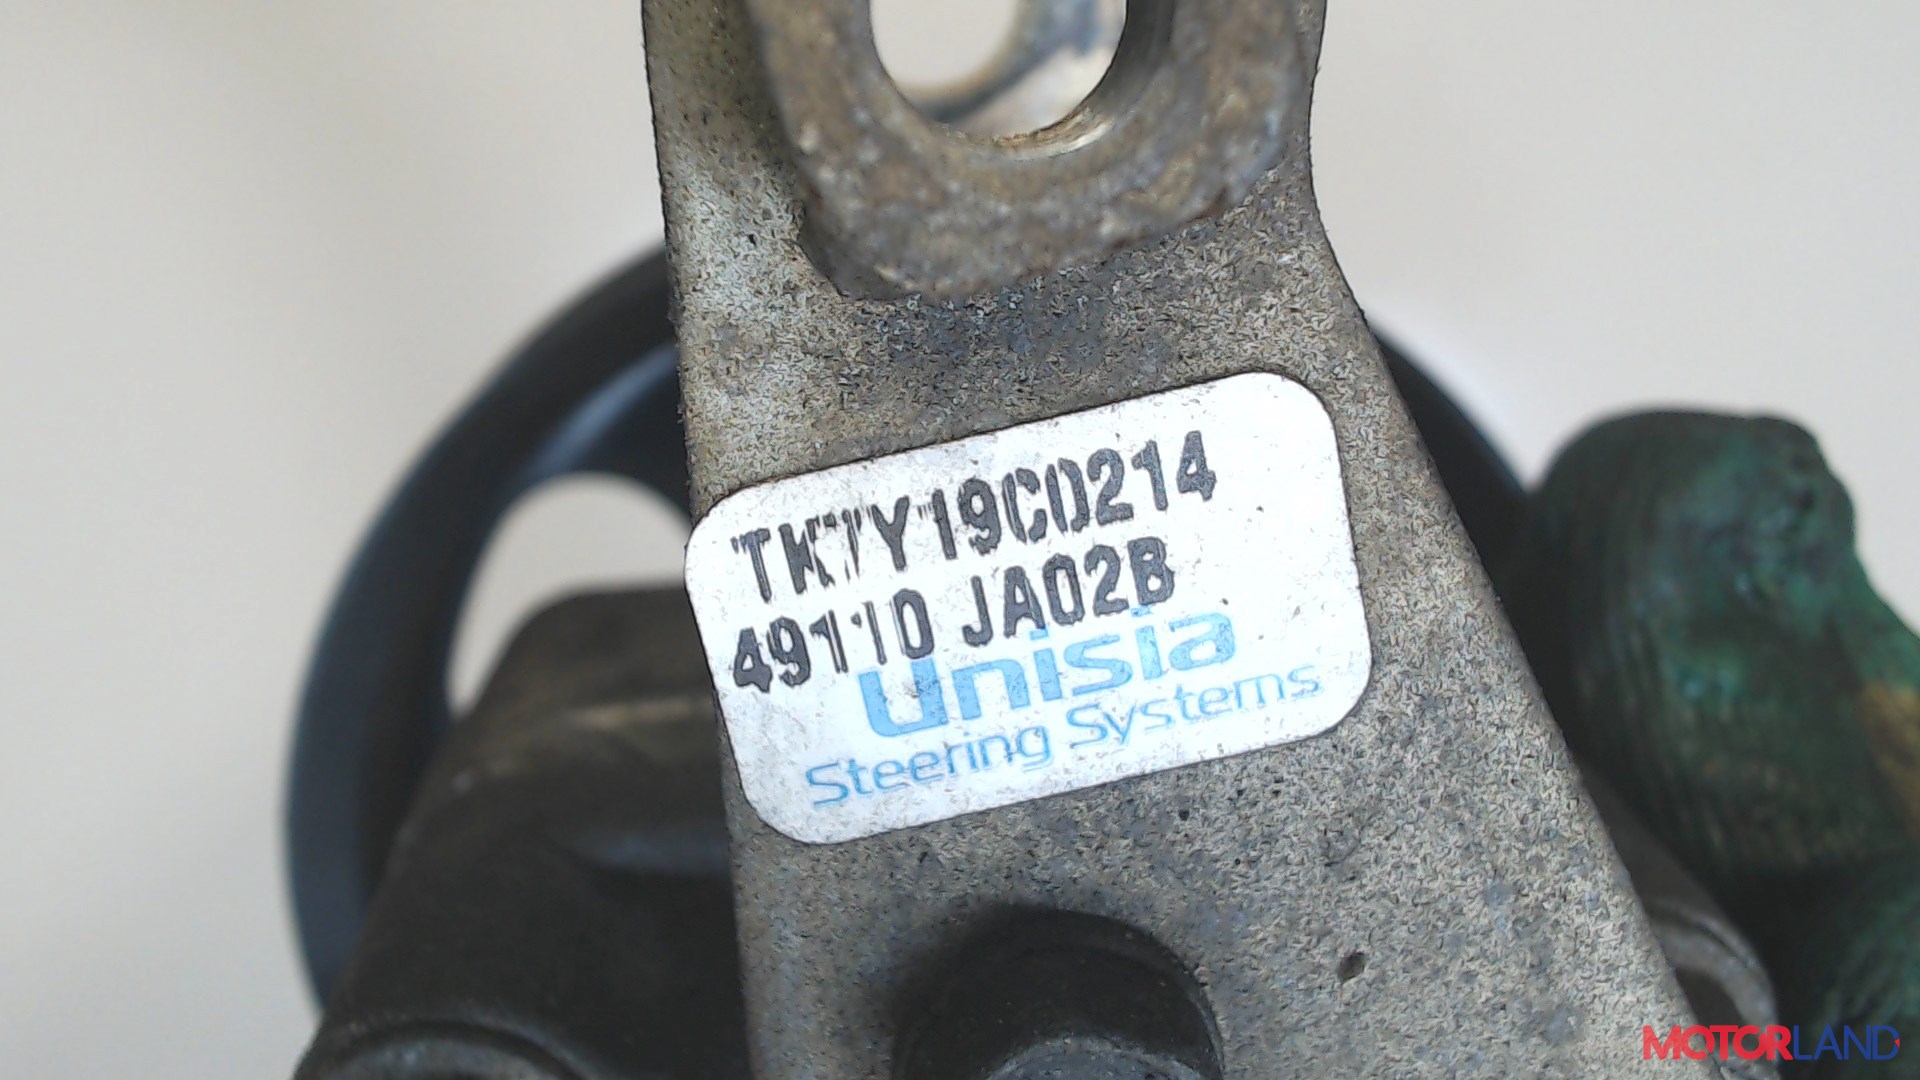 TK7Y19C0214
49110 JA02B
unisia
Steering Systems
MOTORLAND